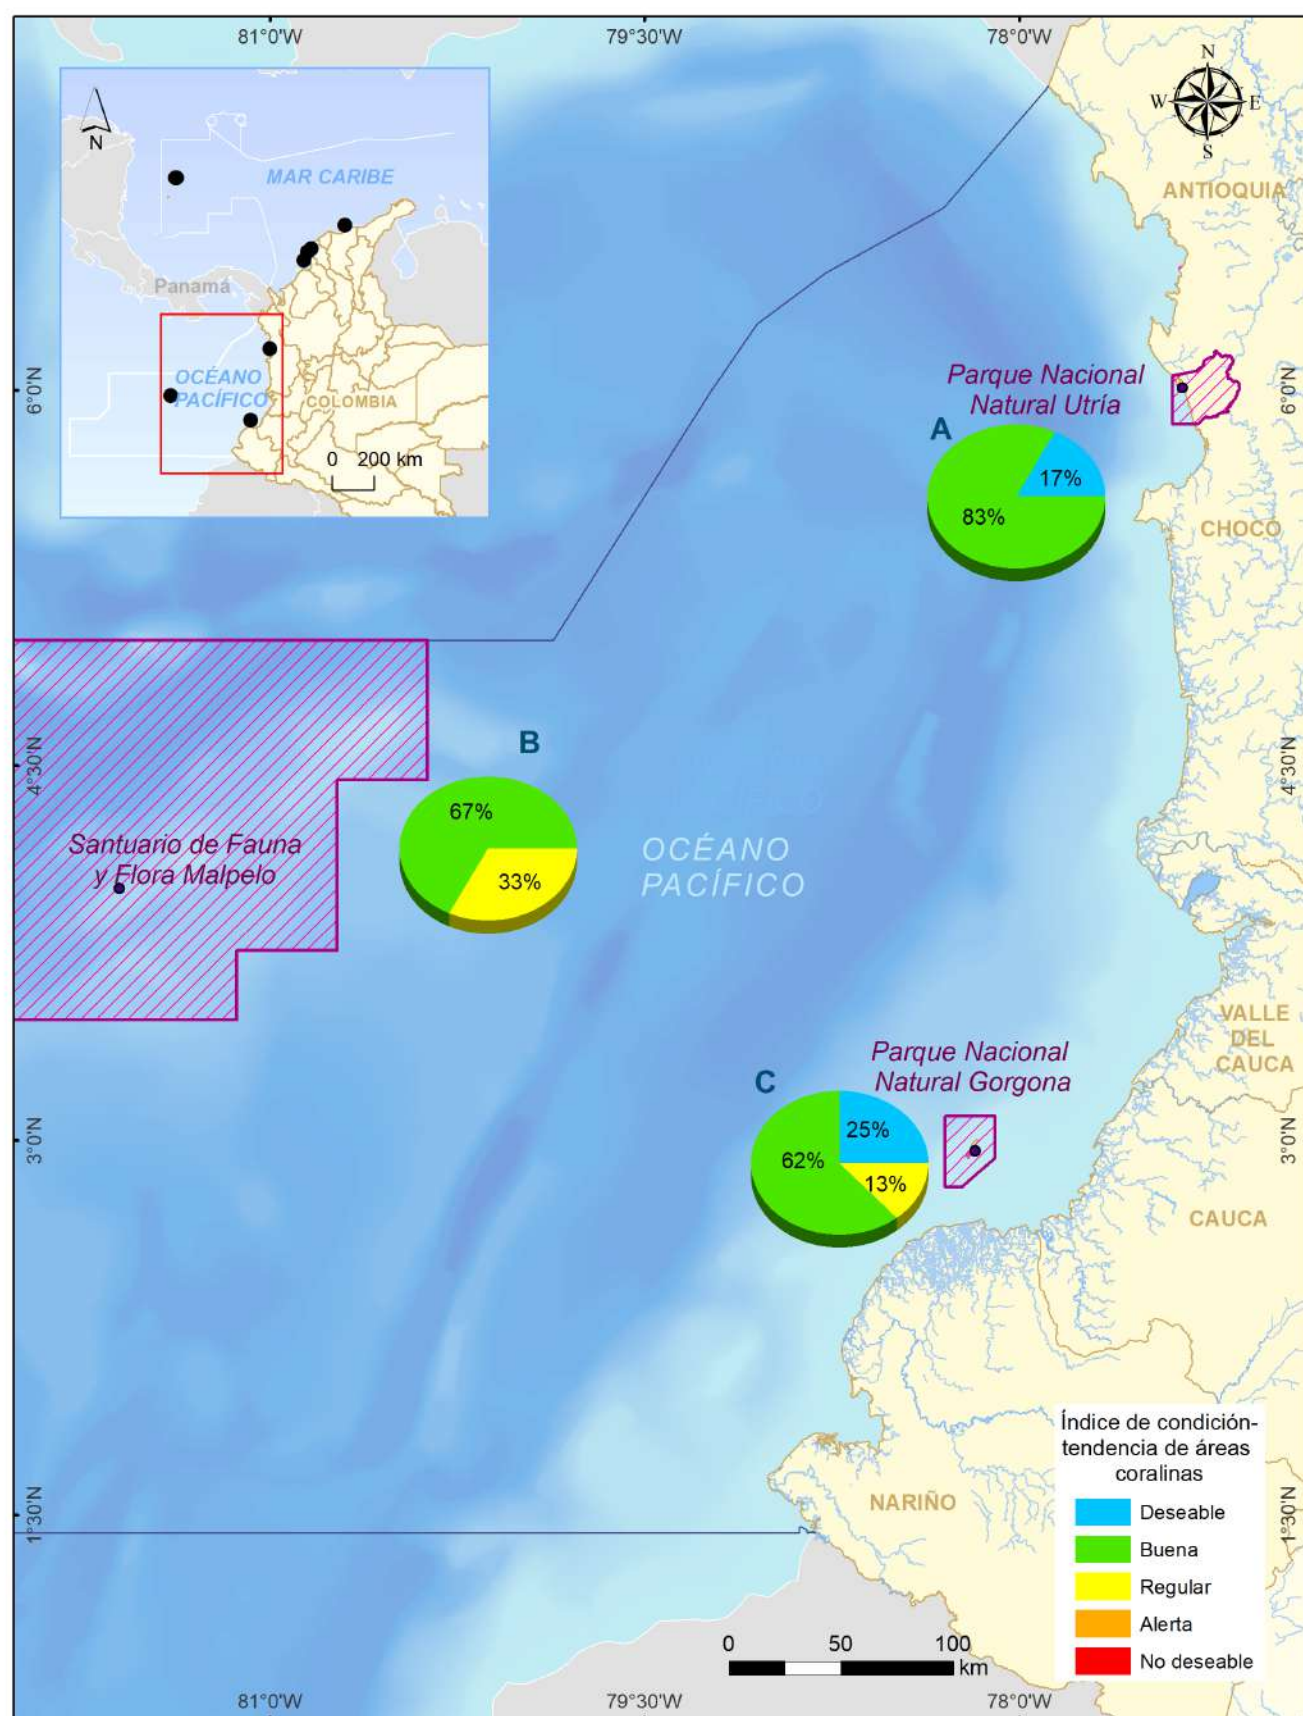 81°0'W
79°30'W
78°0'W
N
MAR CARIBE
Panamá
OCÉANO
PACÍFICO
COLOMBIA
0 200 km
N
W
E
S
ANTIOQUIA
6°0'N
6°0'N
Parque Nacional
Natural Utría
A
17%
83%
CHOCÓ
B
67%
33%
4°30'N
4°30'N
Santuario de Fauna
y Flora Malpelo
OCÉANO
PACÍFICO
VALLE
DEL
CAUCA
Parque Nacional
Natural Gorgona
C
25%
62%
13%
3°0'N
3°0'N
CAUCA
NARIÑO
1°30'N
1°30'N
Índice de condición-
tendencia de áreas
coralinas
Deseable
Buena
Regular
Alerta
No deseable
0 50 100
km
81°0'W
79°30'W
78°0'W